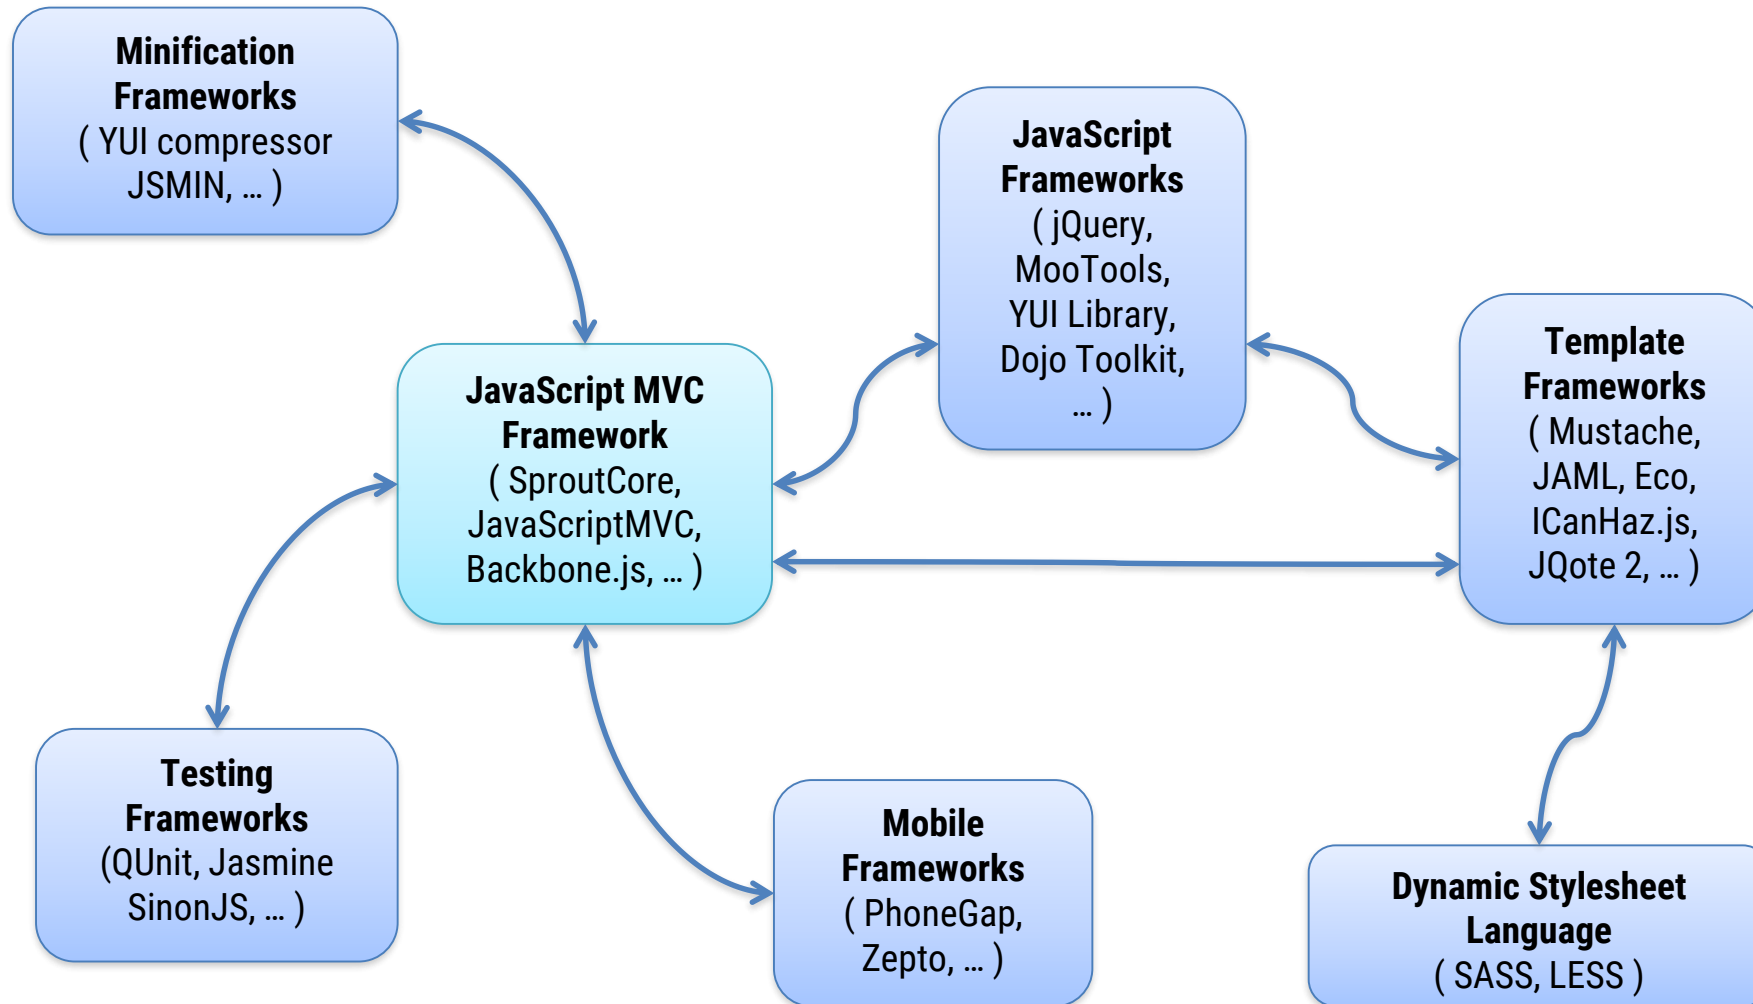 Minification
Frameworks
( YUI compressor
JSMIN, … )
JavaScript
Frameworks
( jQuery,
MooTools,
YUI Library,
Dojo Toolkit,
… )
Template
Frameworks
( Mustache,
JAML, Eco,
ICanHaz.js,
JQote 2, … )
JavaScript MVC
Framework
( SproutCore,
JavaScriptMVC,
Backbone.js, … )
Testing
Frameworks
(QUnit, Jasmine
SinonJS, … )
Mobile
Frameworks
( PhoneGap,
Zepto, … )
Dynamic Stylesheet
Language
( SASS, LESS )